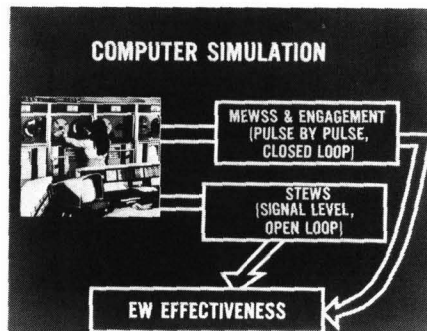 COMPUTER SIMULATION
MEWSS & ENGAGEMENT
(PULSE BY PULSE,
CLOSED LOOP)
STEWS
(SIGNAL LEVEL,
OPEN LOOP)
EW EFFECTIVENESS